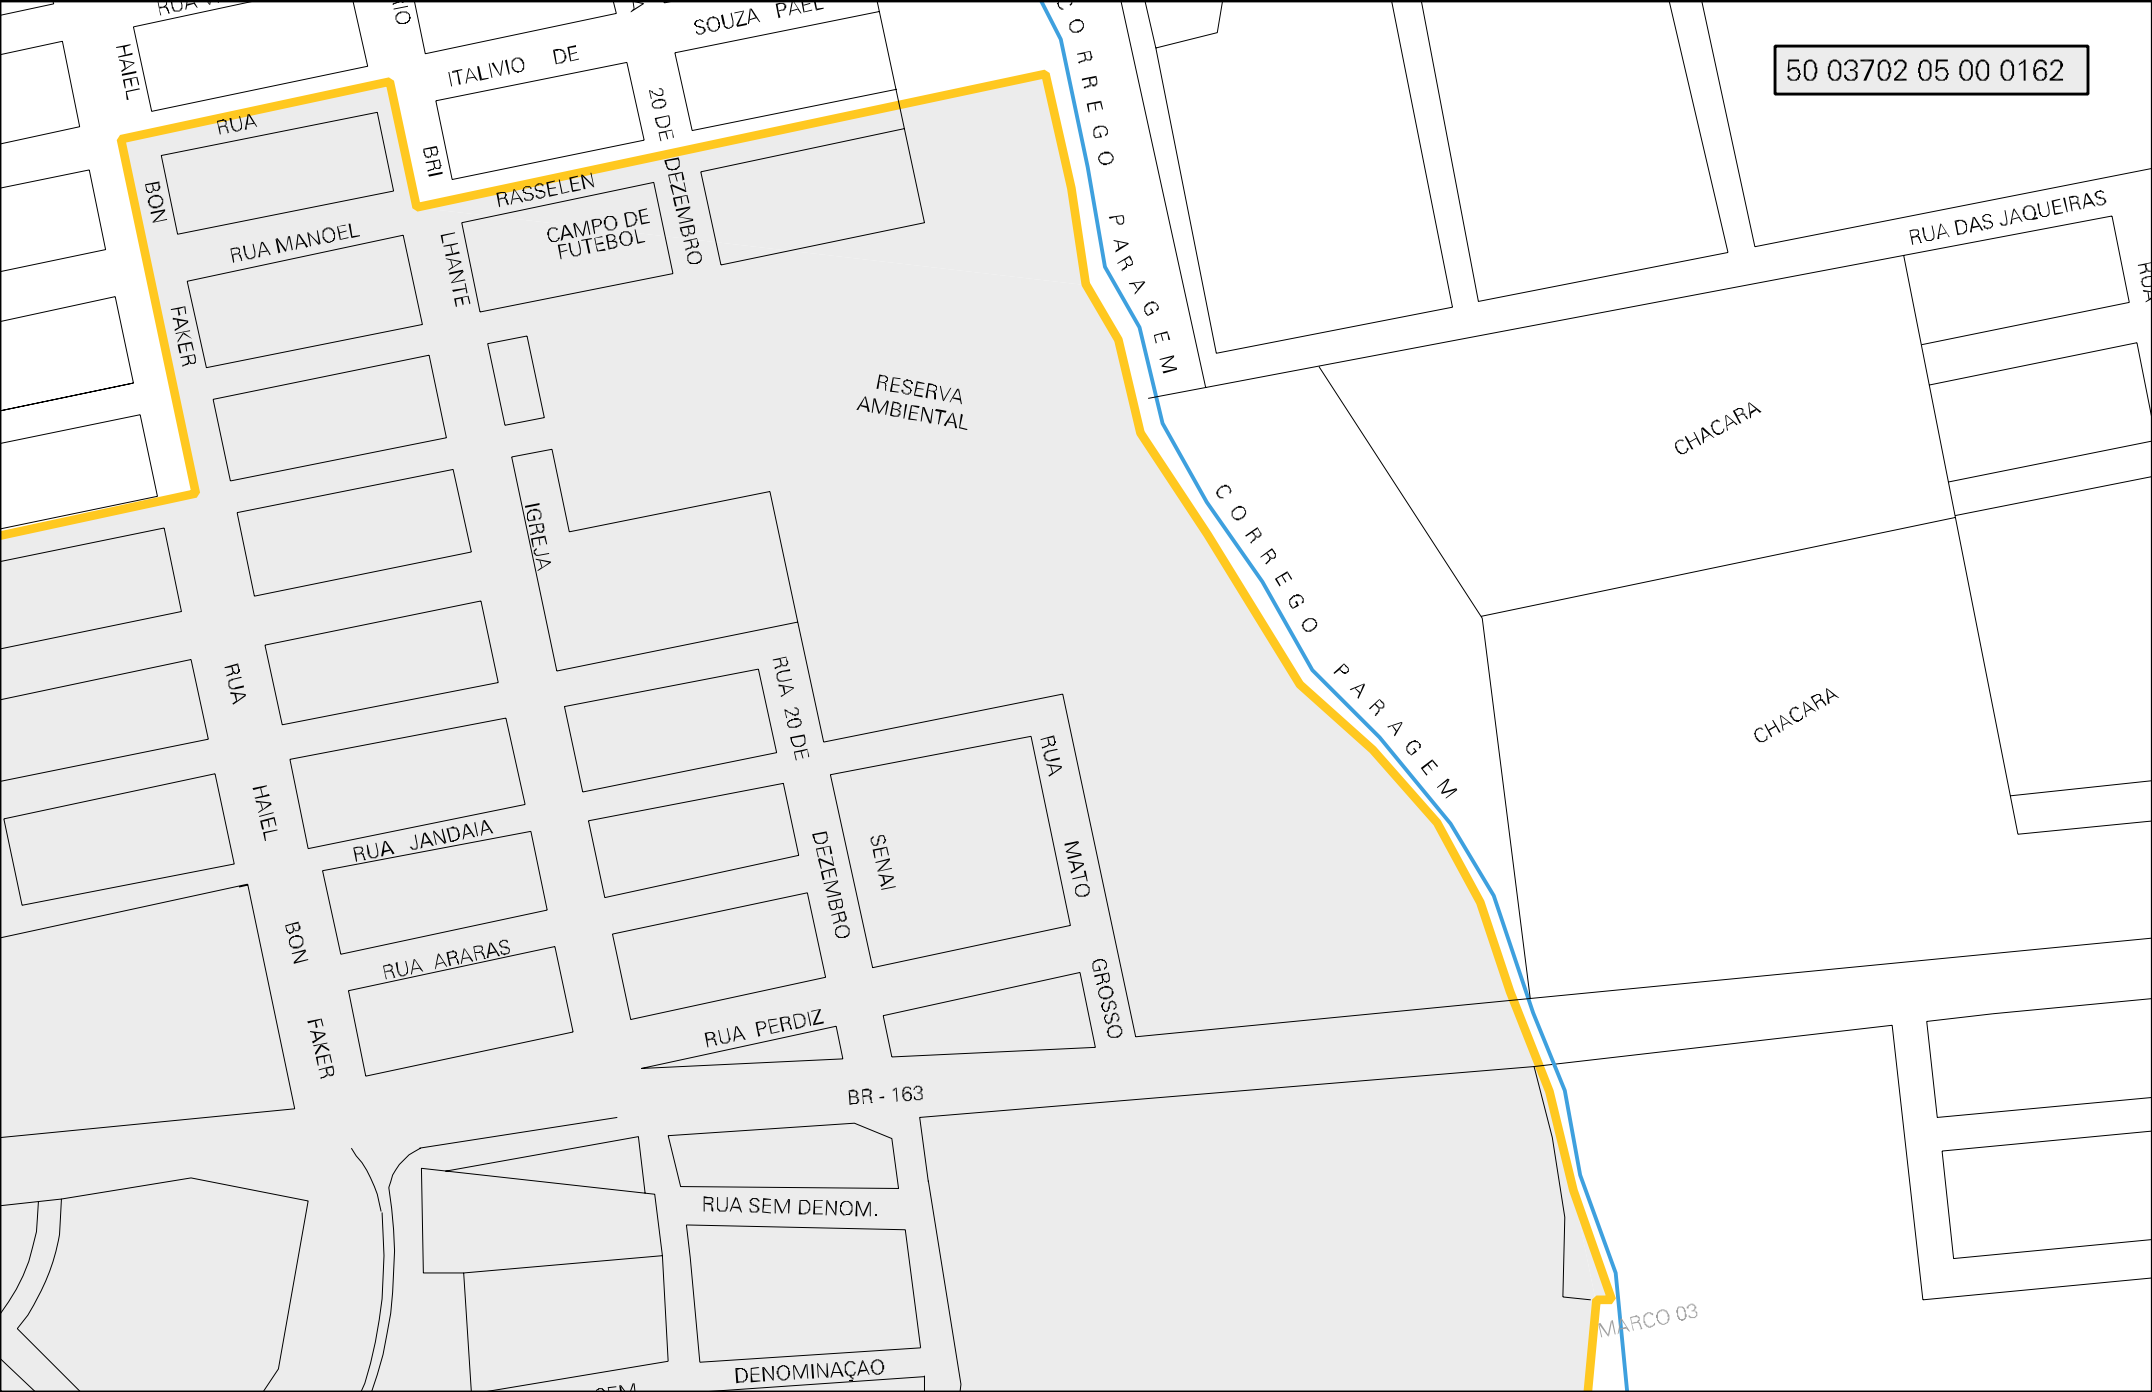 SOUZA PAEL
ITALIVIO DE
HAIEL
50 03702 05 00 0162
CORREGO PARAGEM
RUA
BRI
20 DE DEZEMBRO
BON
RASSELEN
CAMPO DE
FUTEBOL
RUA DAS JAQUEIRAS
RUA MANOEL
LHANTE
FAKER
RUA
RESERVA
AMBIENTAL
CHACARA
IGREJA
CORREGO PARAGEM
RUA
HAIEL
BON
FAKER
RUA 20 DE
DEZEMBRO
RUA
MATO
GROSSO
SENAI
CHACARA
RUA JANDAIA
RUA ARARAS
RUA PERDIZ
BR - 163
RUA SEM DENOM.
MARCO 03
DENOMINAÇAO
SEM